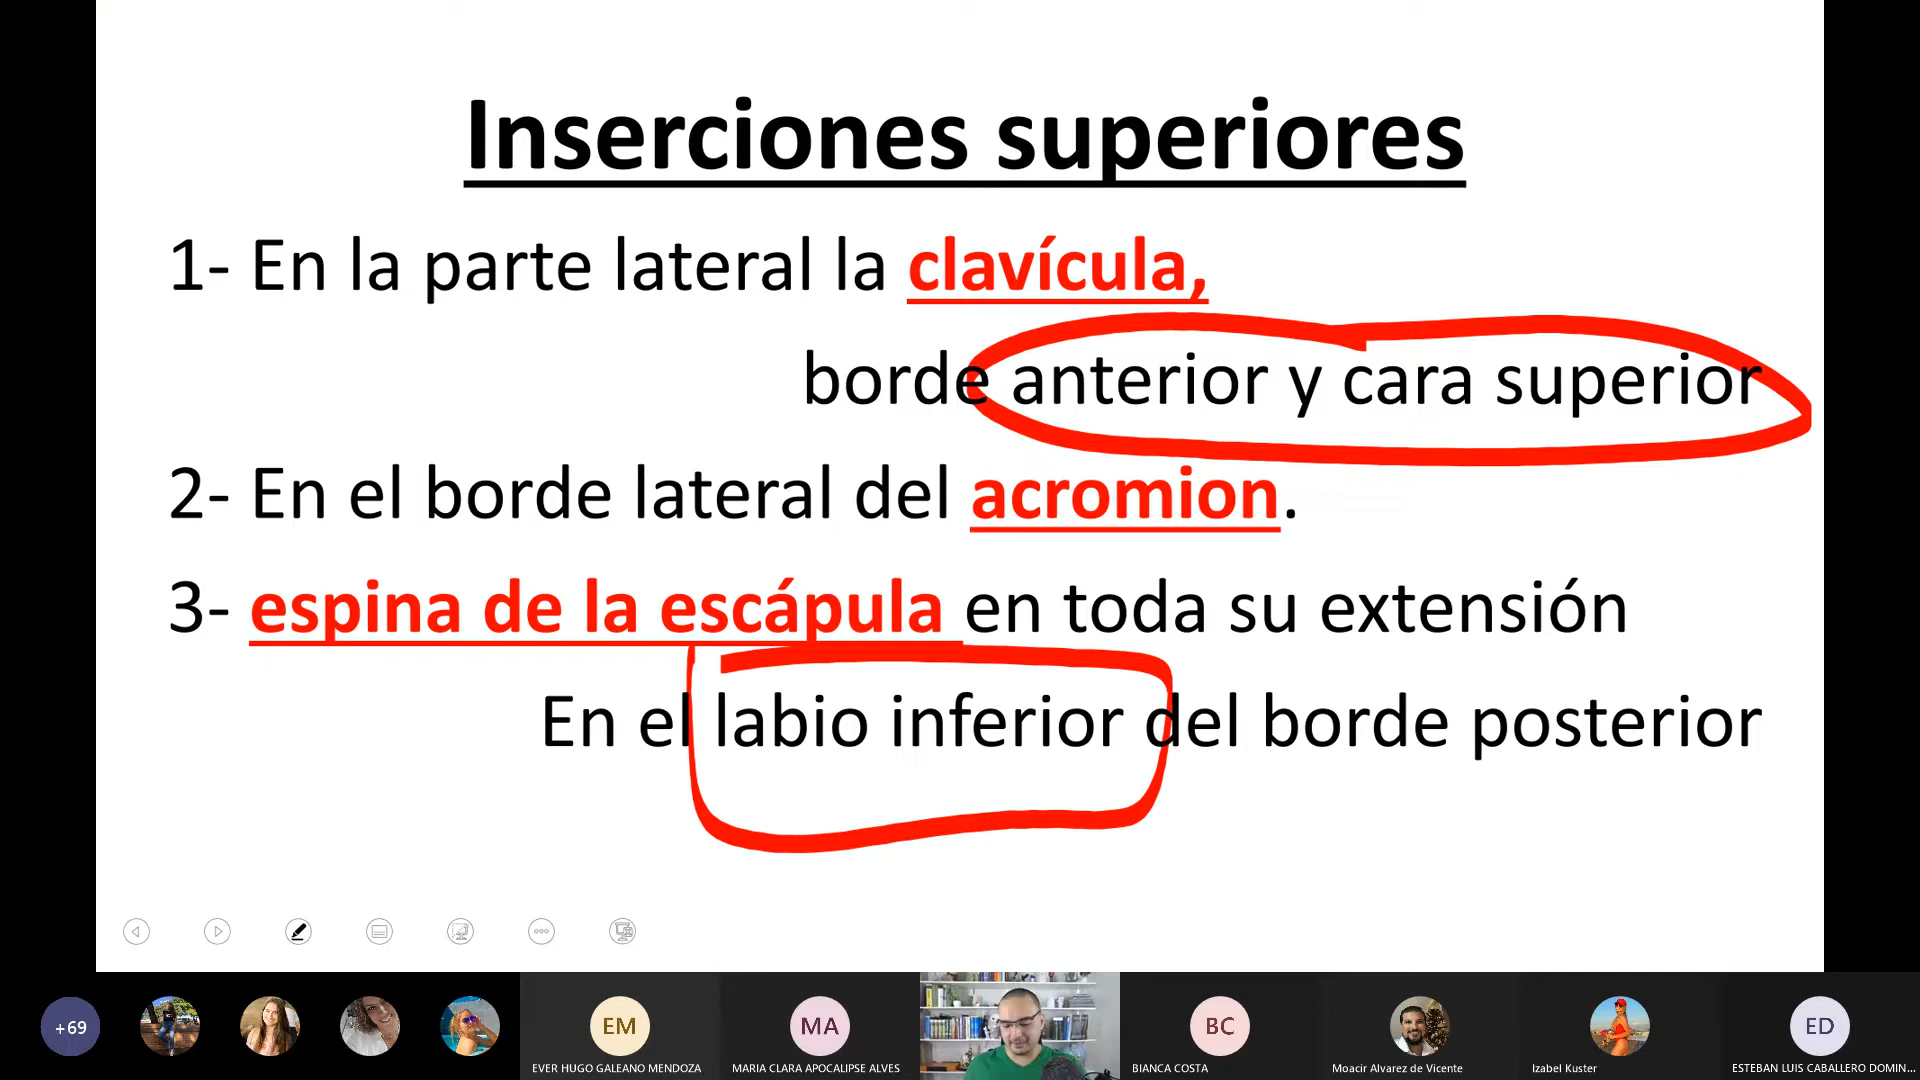 Inserciones superiores
1- En la parte lateral la clavícula,
borde anterior y cara superior
2- En el borde lateral del acromion.
3- espina de la escápula en toda su extensión
En el labio inferior del borde posterior
+69
EM
MA
BC
ED
EVER HUGO GALEANO MENDOZA
MARIA CLARA APOCALIPSE ALVES
BIANCA COSTA
Moacir Alvarez de Vicente
Izabel Kuster
ESTEBAN LUIS CABALLERO DOMIN...